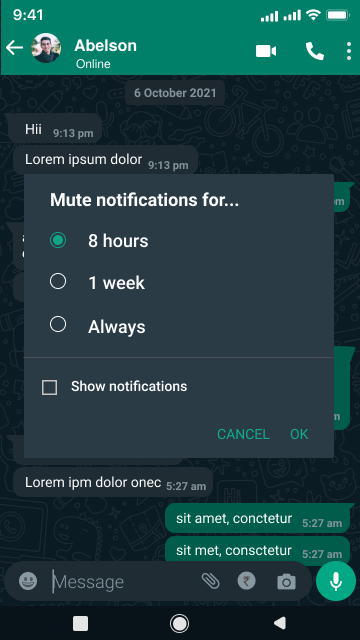 9:41
Abelson
Online
6 October 2021
Hii 9:13 pm
Lorem ipsum dolor 9:13 pm
Mute notifications for...
8 hours
1 week
Always
Show notifications
CANCEL OK
Lorem ipm dolor onec 5:27 am
sit amet, conctetur 5:27 am
sit met, consctetur 5:27 am
Message